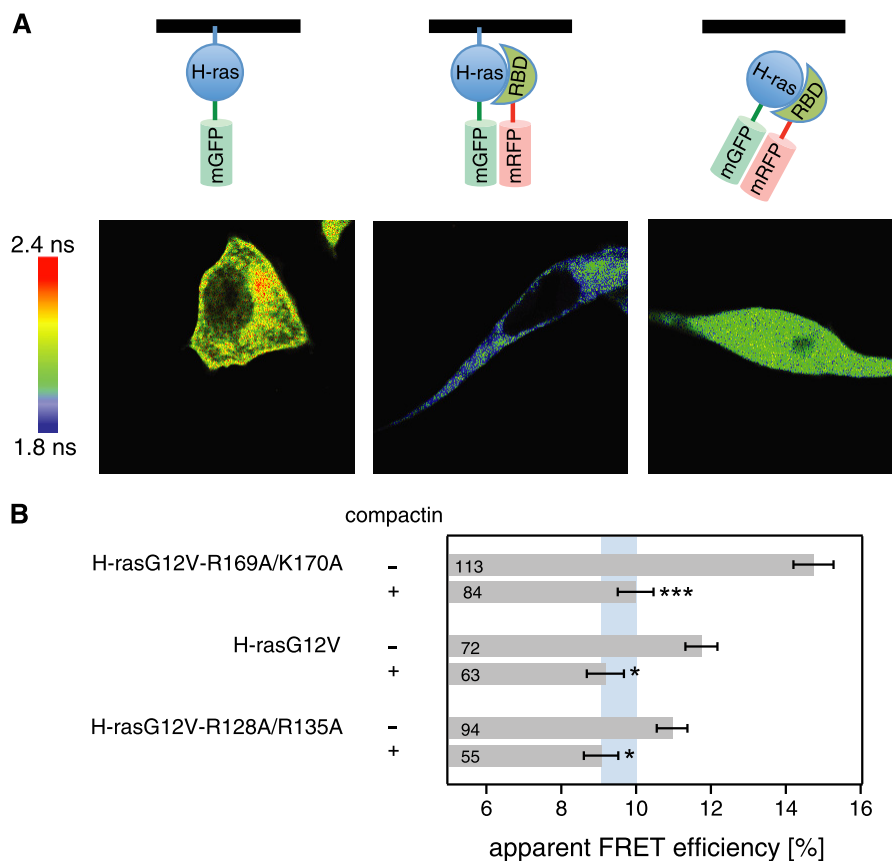 A
H-ras
mGFP
H-ras
RBD
mGFP
mRFP
H-ras
RBD
mGFP
mRFP
2.4 ns
1.8 ns
B
compactin
H-rasG12V-R169A/K170A
-
113
+
84
***
H-rasG12V
-
72
+
63
*
H-rasG12V-R128A/R135A
-
94
+
55
*
6 8 10 12 14 16
apparent FRET efficiency [%]